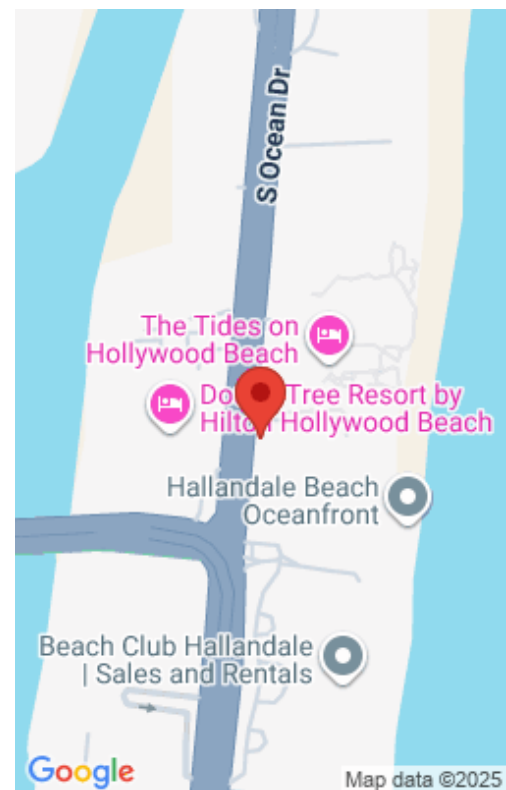 S Ocean Dr
The Tides on
Hollywood Beach
Tree Resort by
Hilton Hollywood Beach
Hallandale Beach
Oceanfront
Beach Club Hallandale
| Sales and Rentals
Google
Map data ©2025